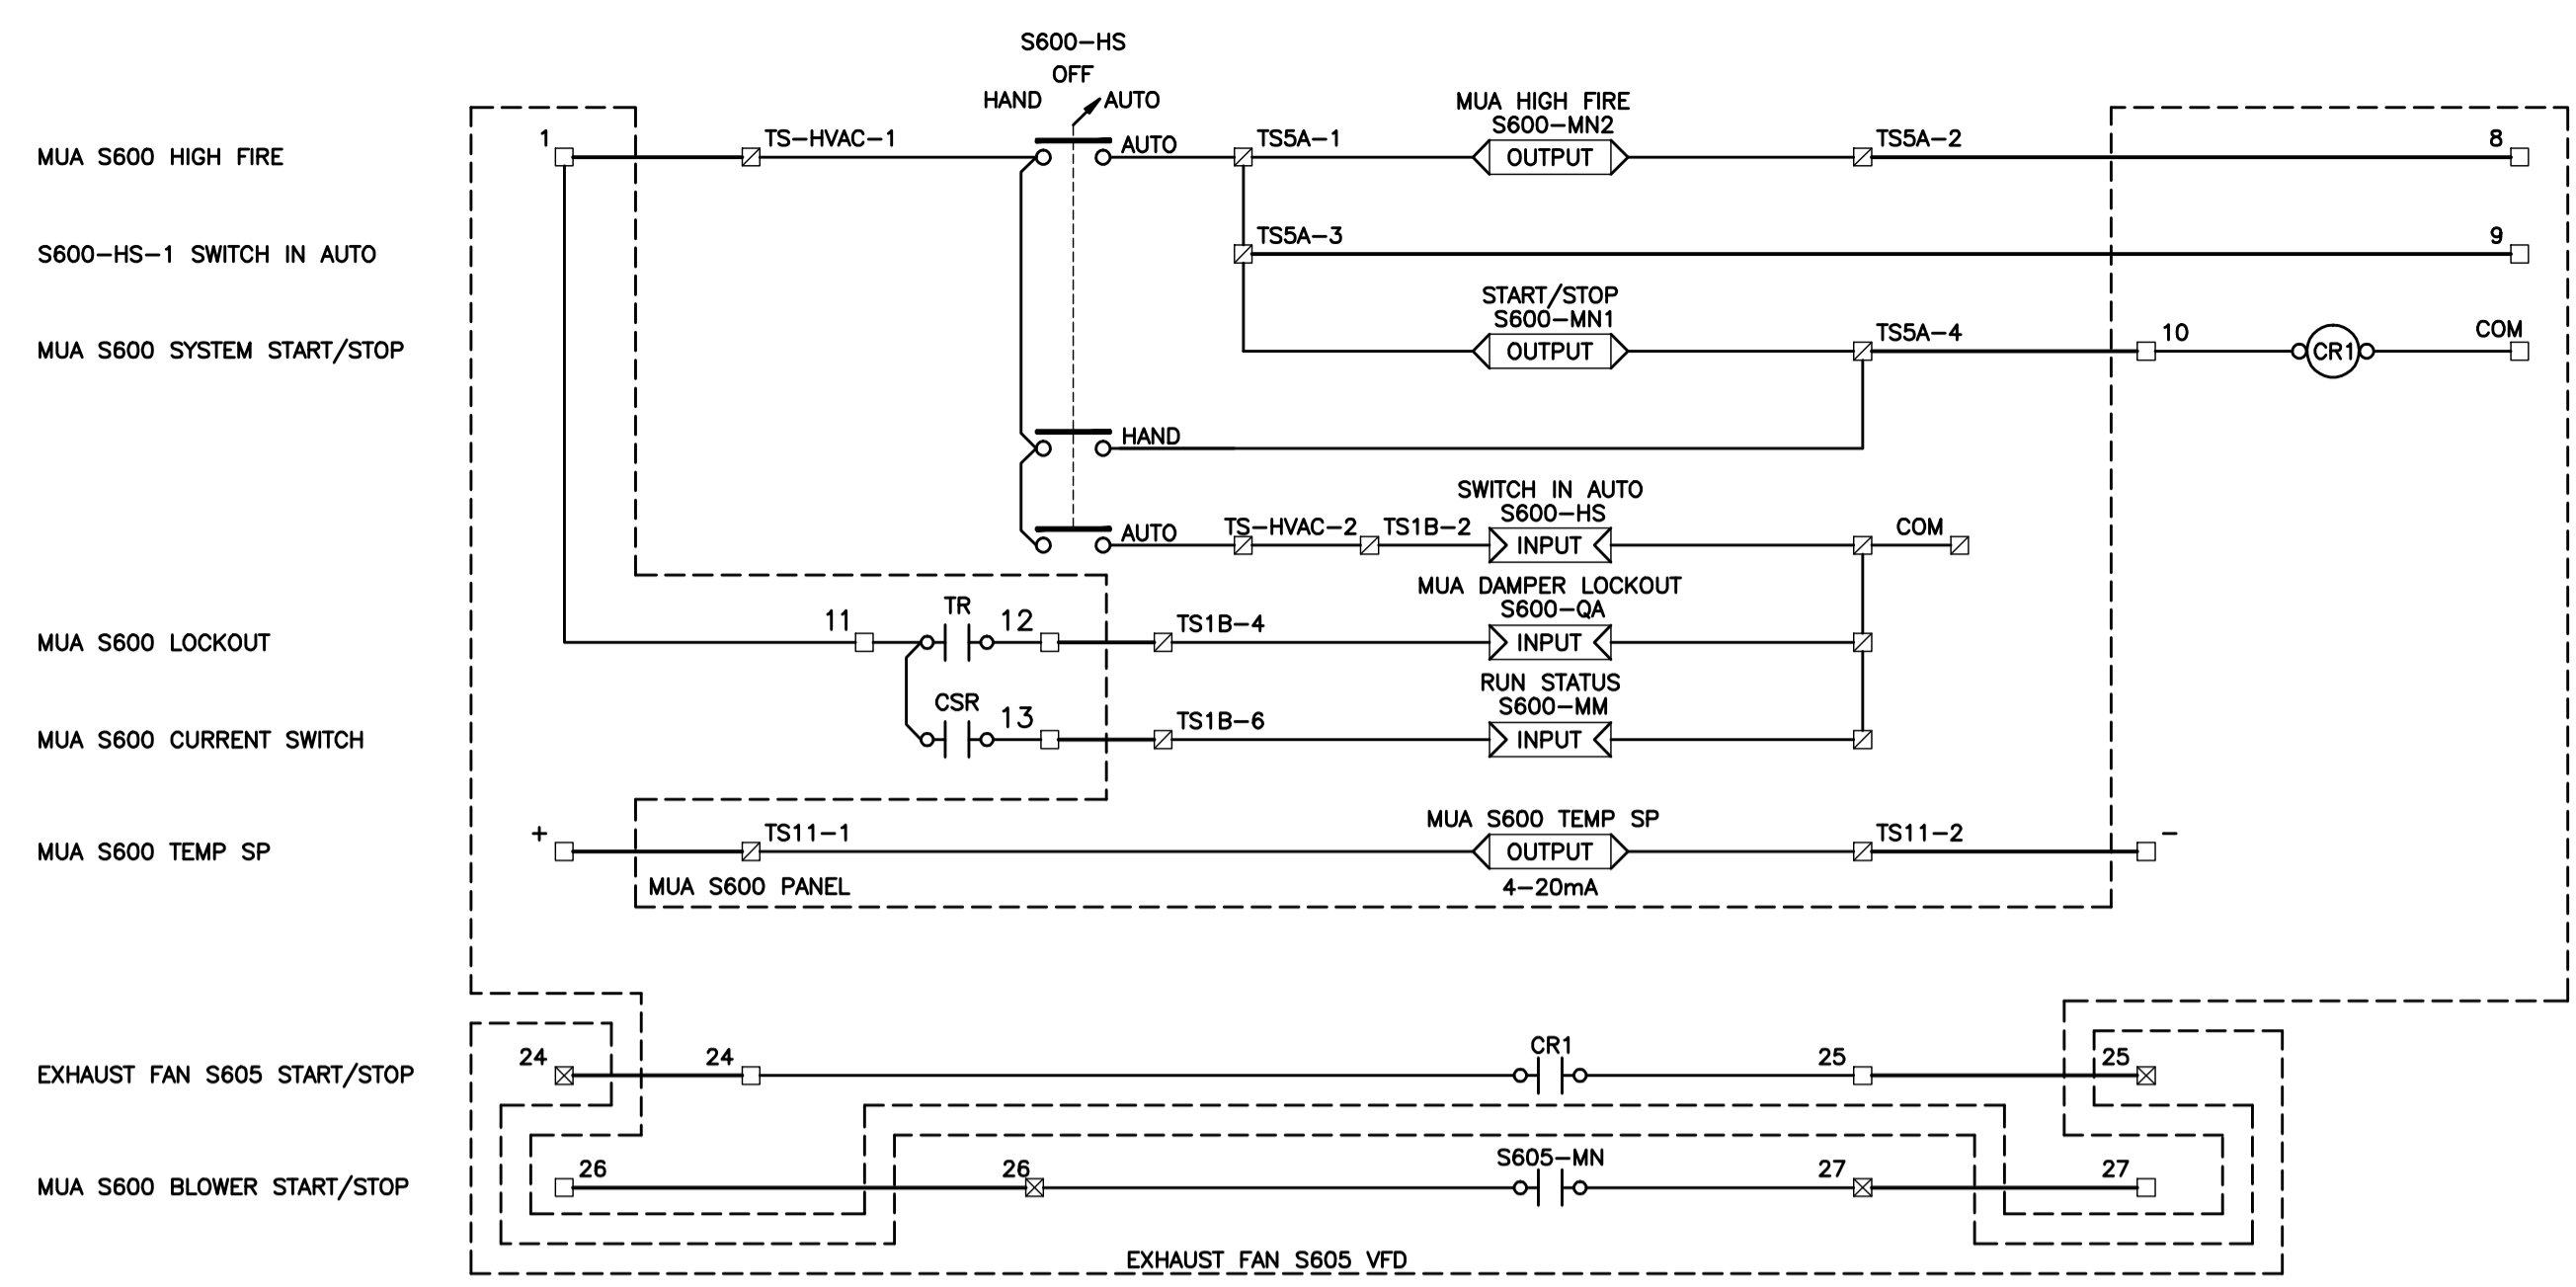 S600-HS
OFF
HAND AUTO
MUA S600 HIGH FIRE
1
TS-HVAC-1
AUTO
TS5A-1
MUA HIGH FIRE
S600-MN2
OUTPUT
TS5A-2
8
S600-HS-1 SWITCH IN AUTO
TS5A-3
9
MUA S600 SYSTEM START/STOP
START/STOP
S600-MN1
OUTPUT
TS5A-4
10
CR1
COM
HAND
AUTO
TS-HVAC-2
TS1B-2
SWITCH IN AUTO
S600-HS
INPUT
COM
MUA S600 LOCKOUT
11
TR
12
TS1B-4
MUA DAMPER LOCKOUT
S600-QA
INPUT
MUA S600 CURRENT SWITCH
CSR
13
TS1B-6
RUN STATUS
S600-MM
INPUT
MUA S600 TEMP SP
+
TS11-1
MUA S600 TEMP SP
OUTPUT
4-20mA
TS11-2
-
MUA S600 PANEL
EXHAUST FAN S605 START/STOP
24
24
CR1
25
25
MUA S600 BLOWER START/STOP
26
26
S605-MN
27
27
EXHAUST FAN S605 VFD